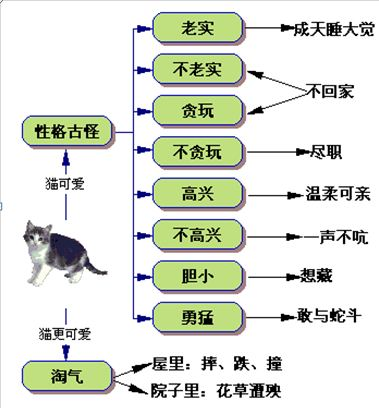 老实
成天睡大觉
不老实
不回家
贪玩
性格古怪
不贪玩
尽职
猫可爱
高兴
温柔可亲
不高兴
一声不吭
胆小
想藏
勇猛
敢与蛇斗
猫更可爱
淘气
屋里：摔、跌、撞
院子里：花草遭殃